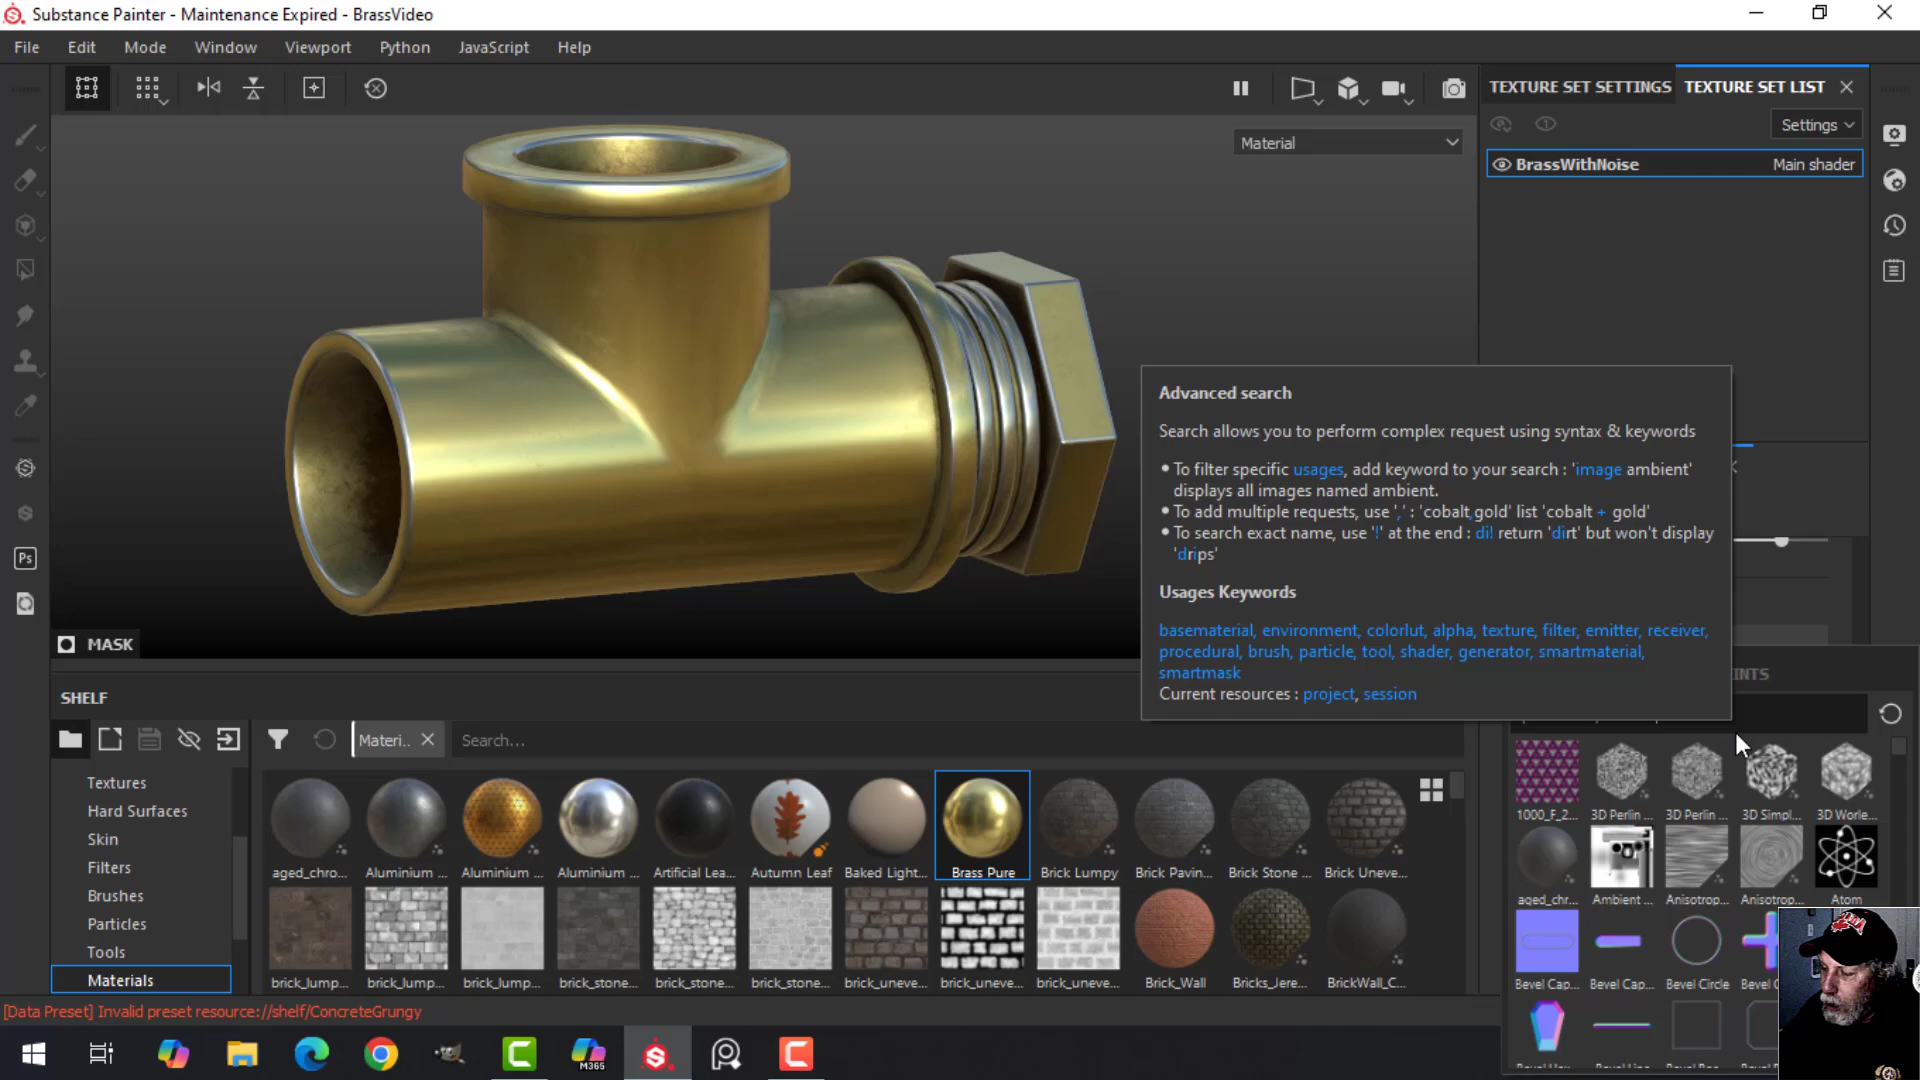 Substance Painter - Maintenance Expired - BrassVideo
File Edit Mode Window Viewport Python JavaScript Help
TEXTURE SET SETTINGS TEXTURE SET LIST
Settings
Material
BrassWithNoise Main shader
Advanced search
Search allows you to perform complex request using syntax & keywords
• To filter specific usages, add keyword to your search : 'image ambient'
displays all images named ambient.
• To add multiple requests, use ',' : 'cobalt,gold' list 'cobalt + gold'
• To search exact name, use '!' at the end : di! return 'dirt' but won't display
'drips'
Usages Keywords
basematerial, environment, colorlut, alpha, texture, filter, emitter, receiver,
procedural, brush, particle, tool, shader, generator, smartmaterial,
smartmask
Current resources : project, session
MASK
SHELF
Materi.. Search...
Textures
Hard Surfaces
Skin
Filters
Brushes
Particles
Tools
Materials
aged_chro... Aluminium ... Aluminium ... Aluminium ... Artificial Lea... Autumn Leaf Baked Light... Brass Pure Brick Lumpy Brick Pavin... Brick Stone ... Brick Uneve...
brick_lump... brick_lump... brick_lump... brick_stone... brick_stone... brick_stone... brick_uneve... brick_uneve... brick_uneve... Brick_Wall Bricks_Jere... BrickWall_C...
1000_F_2... 3D Perlin ... 3D Perlin ... 3D Simpl... 3D Worle...
aged_chr... Ambient ... Anisotrop... Anisotrop... Atom
Bevel Cap... Bevel Cap... Bevel Circle Bevel C
[Data Preset] Invalid preset resource://shelf/ConcreteGrungy
Ps
M365